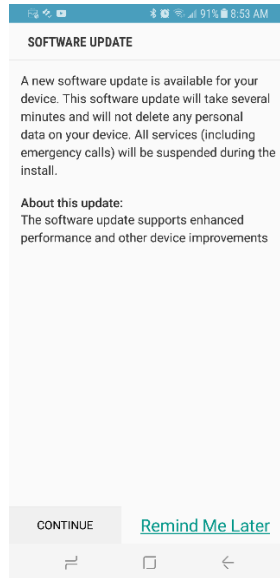 91% 8:53 AM
SOFTWARE UPDATE
A new software update is available for your
device. This software update will take several
minutes and will not delete any personal
data on your device. All services (including
emergency calls) will be suspended during the
install.
About this update:
The software update supports enhanced
performance and other device improvements
CONTINUE
Remind Me Later